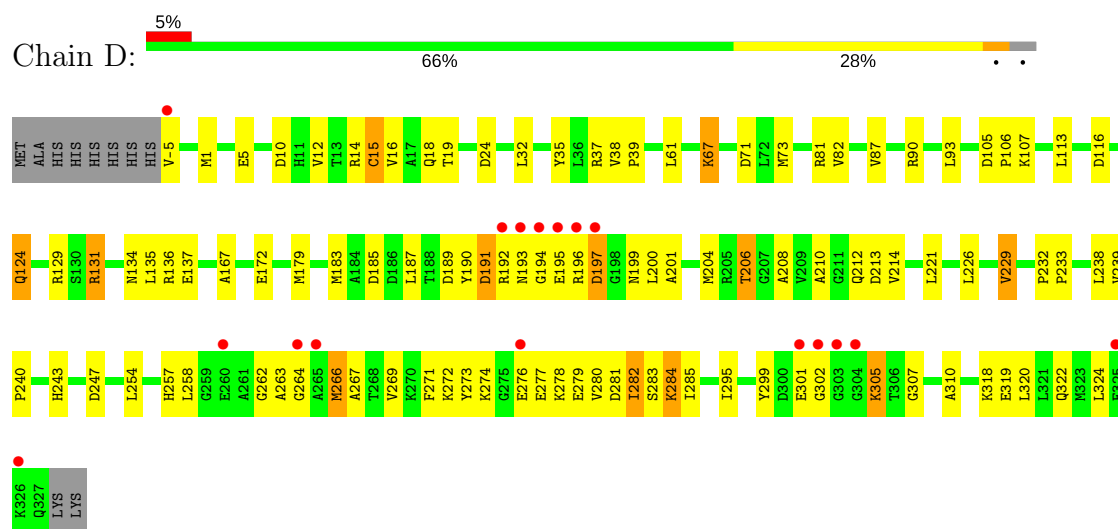 5%
Chain D:
66% 28% • •
MET ALA HIS HIS HIS HIS HIS HIS V-5 M1 E5 D10 H11 V12 T13 R14 C15 V16 A17 Q18 T19 D24 L32 Y35 L36 R37 V38 P39 L61 K67 D71 L72 M73 R81 V82 V87 R90 L93 D105 P106 K107 L113 D116
Q124 R129 S130 R131 N134 L135 R136 E137 A167 E172 M179 M183 A184 D185 D186 L187 T188 D189 Y190 D191 R192 N193 G194 E195 R196 D197 G198 N199 L200 A201 M204 R205 T206 G207 A208 V209 A210 G211 Q212 D213 V214 L221 L226 V229 P232 P233 L238 V239
P240 H243 D247 L254 H257 L258 G259 E260 A261 G262 A263 G264 A265 M266 A267 T268 V269 K270 F271 K272 Y273 K274 G275 E276 E277 K278 E279 V280 D281 I282 S283 K284 I285 I295 Y299 D300 E301 G302 G303 G304 K305 T306 G307 A310 K318 E319 L320 L321 Q322 M323 L324 E325
K326 Q327 LYS LYS